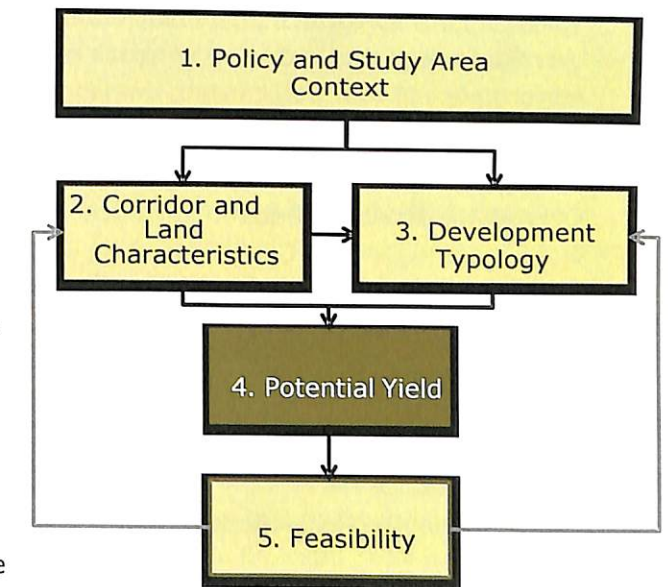 1. Policy and Study Area
Context
2. Corridor and
Land
Characteristics
3. Development
Typology
4. Potential Yield
5. Feasibility
e